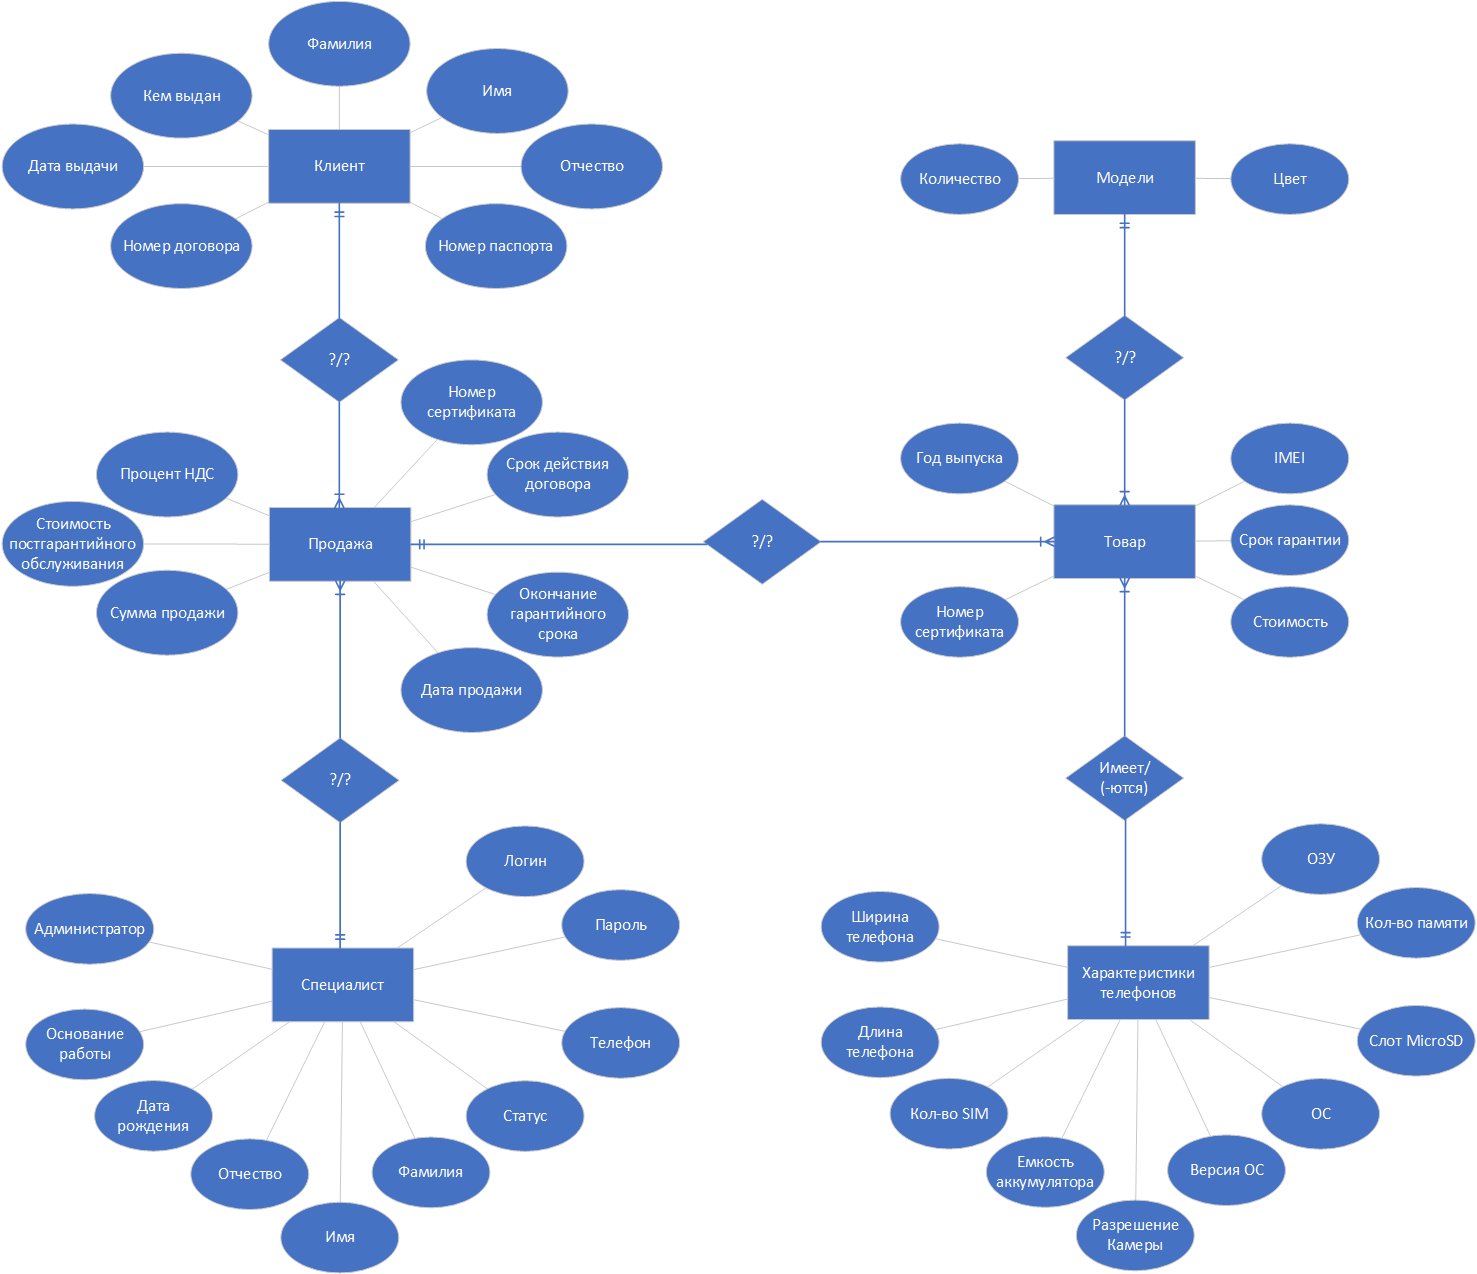 Фамилия
Имя
Кем выдан
Клиент
Дата выдачи
Отчество
Номер договора
Номер паспорта
Количество
Модели
Цвет
?/?
?/?
Номер
сертификата
Процент НДС
Срок действия
договора
Стоимость
постгарантийного
обслуживания
Продажа
?/?
Сумма продажи
Окончание
гарантийного
срока
Дата продажи
Год выпуска
IMEI
Товар
Срок гарантии
Номер
сертификата
Стоимость
?/?
Имеет/
(-ются)
Логин
Администратор
Пароль
Специалист
Основание
работы
Телефон
Дата
рождения
Статус
Отчество
Фамилия
Имя
ОЗУ
Ширина
телефона
Кол-во памяти
Характеристики
телефонов
Длина
телефона
Слот MicroSD
Кол-во SIM
ОС
Емкость
аккумулятора
Версия ОС
Разрешение
Камеры